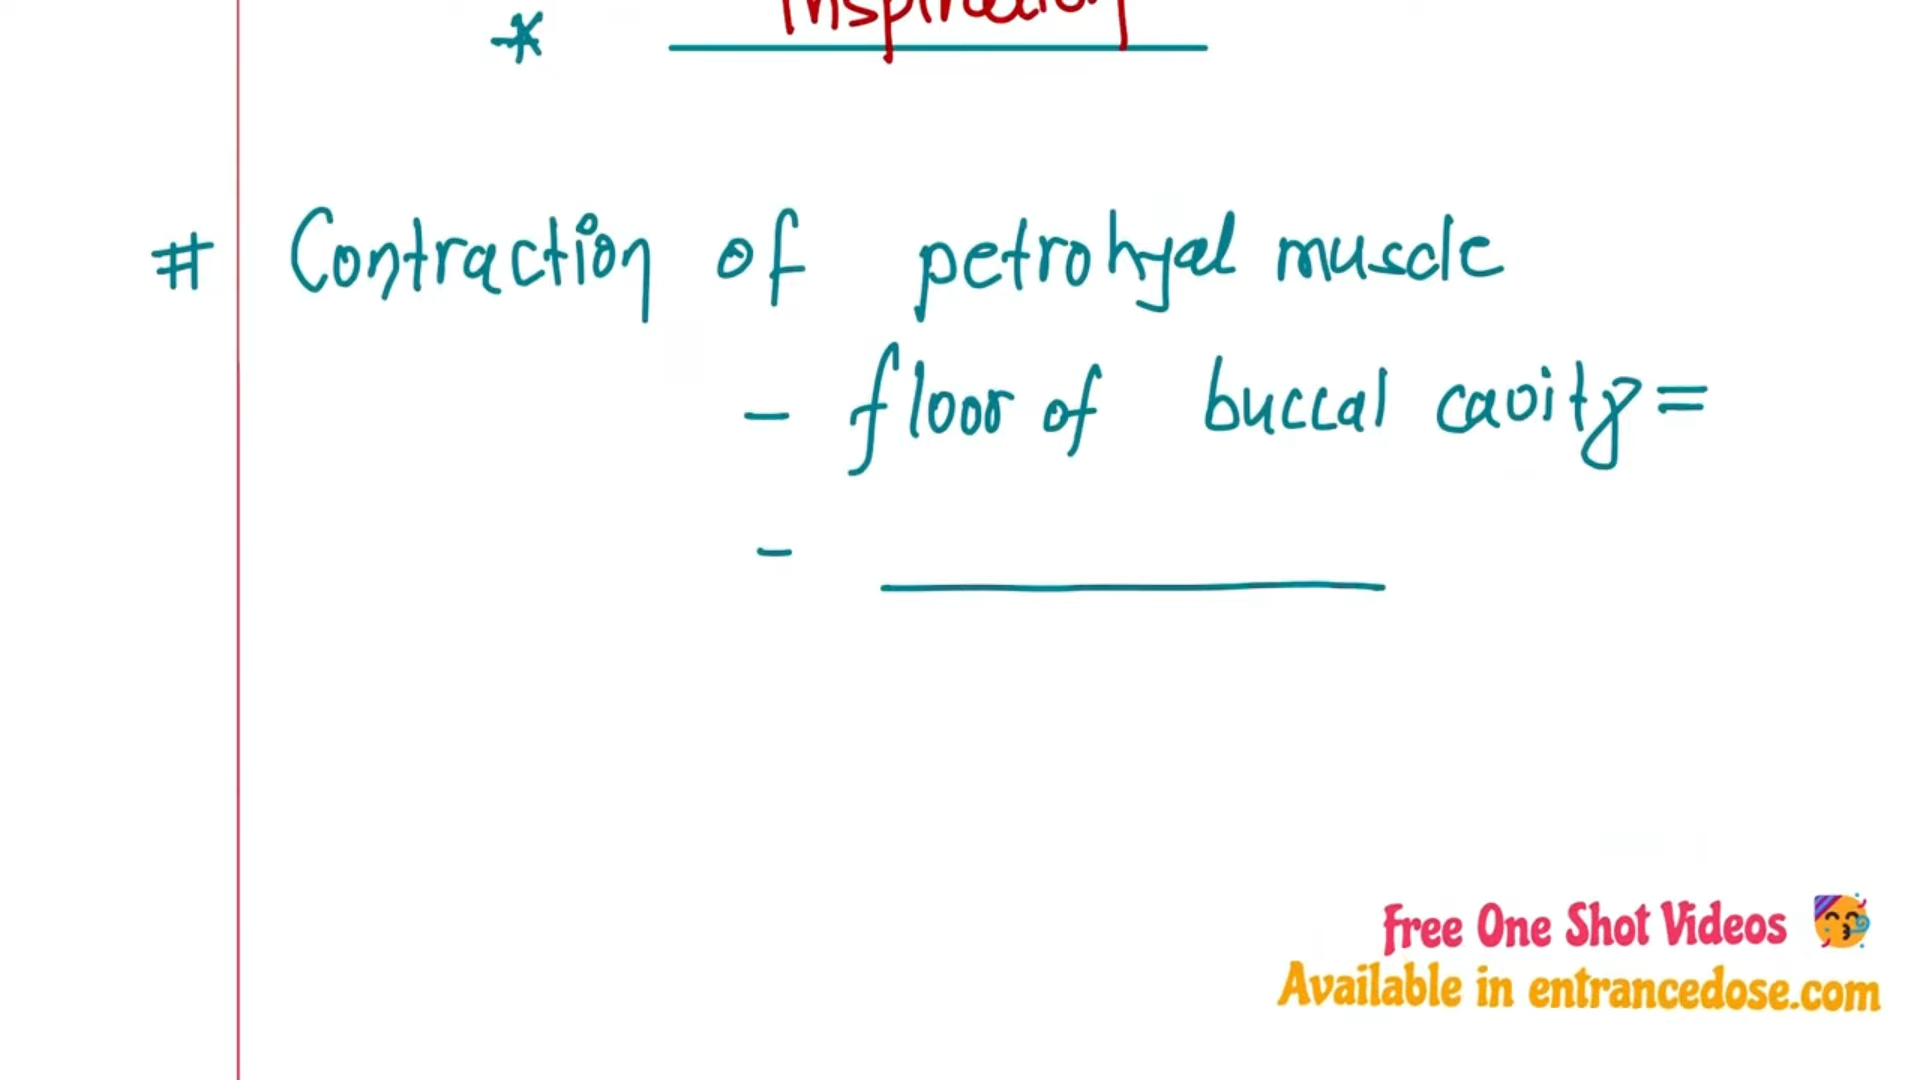 * Inspiration
# Contraction of petrohyal muscle
- floor of buccal cavity =
-
Free One Shot Videos 🥳
Available in entrancedose.com